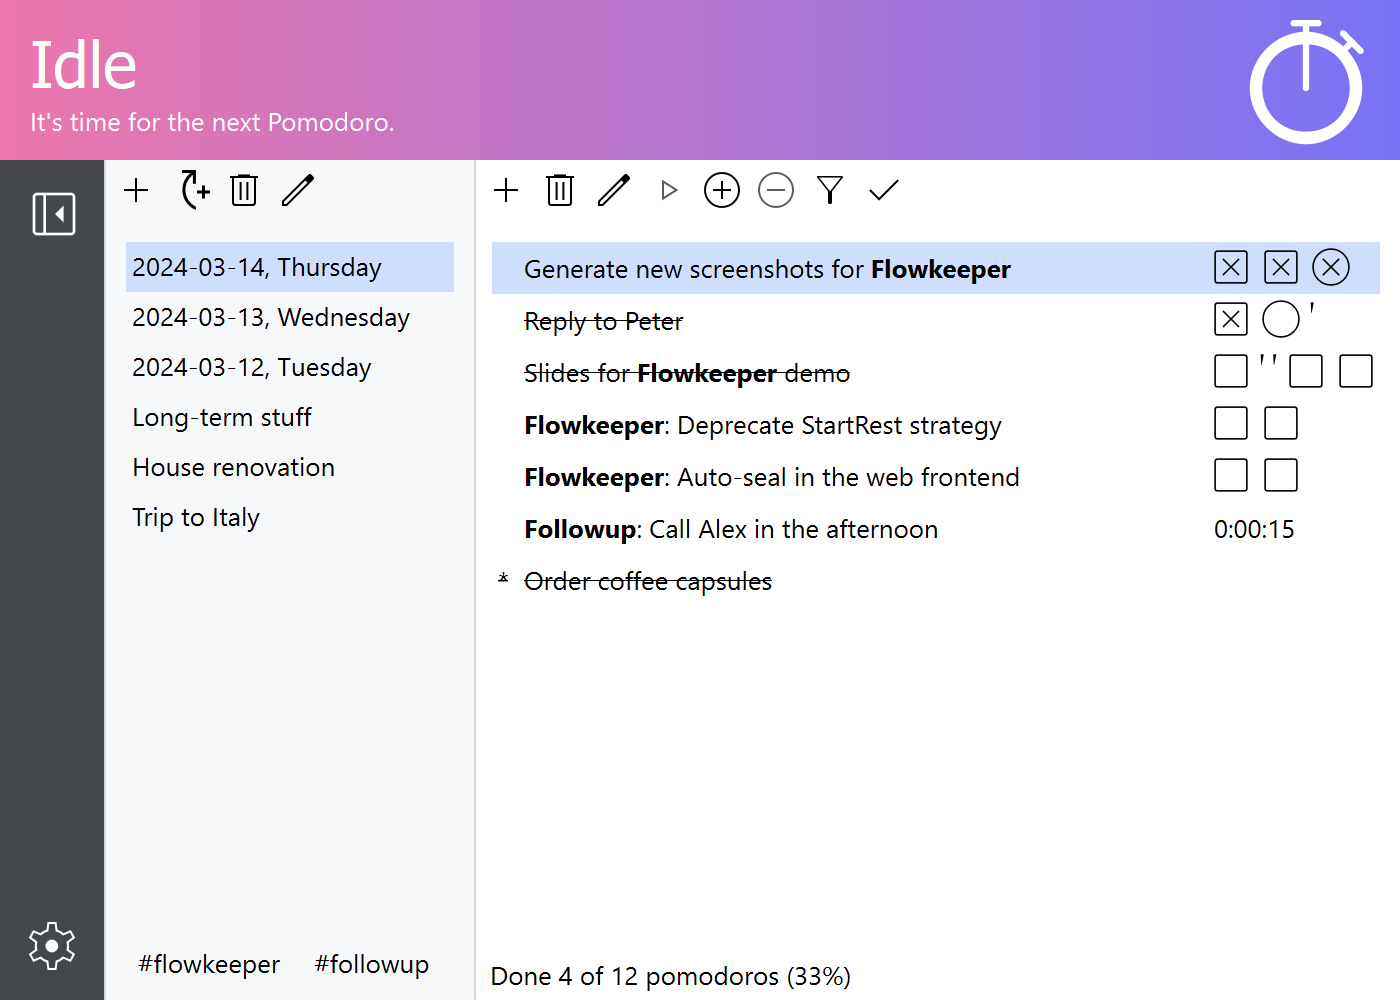 Idle
It's time for the next Pomodoro.
2024-03-14, Thursday
2024-03-13, Wednesday
2024-03-12, Tuesday
Long-term stuff
House renovation
Trip to Italy
#flowkeeper #followup
Generate new screenshots for Flowkeeper
Reply to Peter '
Slides for Flowkeeper demo ' '
Flowkeeper: Deprecate StartRest strategy
Flowkeeper: Auto-seal in the web frontend
Followup: Call Alex in the afternoon 0:00:15
* Order coffee capsules
Done 4 of 12 pomodoros (33%)